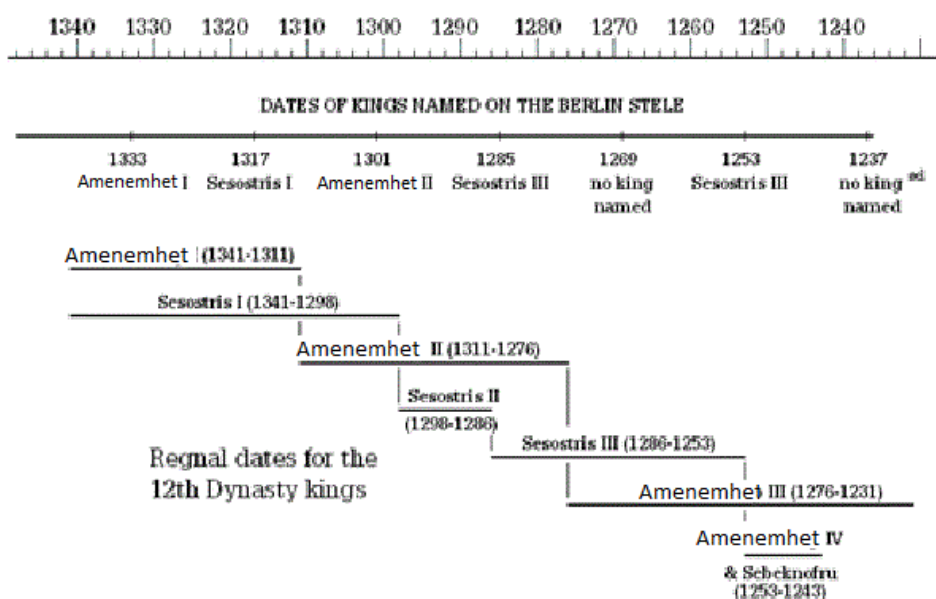 1340 1330 1320 1310 1300 1290 1280 1270 1260 1250 1240
DATES OF KINGS NAMED ON THE BERLIN STELE
1333 1317 1301 1285 1269 1253 1237
Amenemhet I Sesostris I Amenemhet II Sesostris III no king Sesostris III no king
named named
Amenemhet I (1341-1311)
Sesostris I (1341-1298)
Amenemhet II (1311-1276)
Sesostris II
(1298-1286)
Sesostris III (1286-1253)
Regnal dates for the
12th Dynasty kings
Amenemhet III (1276-1231)
Amenemhet IV
& Sebeknofru
(1253-1243)